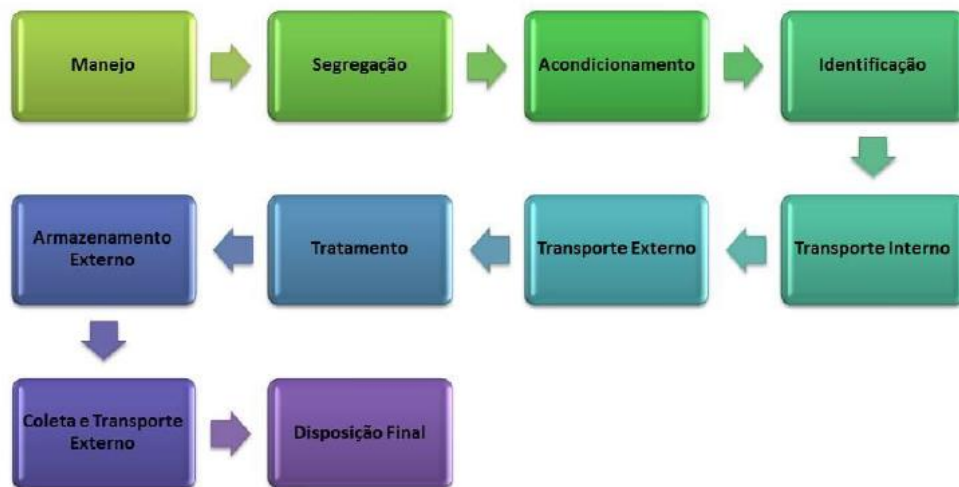 Manejo
Segregação
Acondicionamento
Identificação
Transporte Interno
Transporte Externo
Tratamento
Armazenamento
Externo
Coleta e Transporte
Externo
Disposição Final